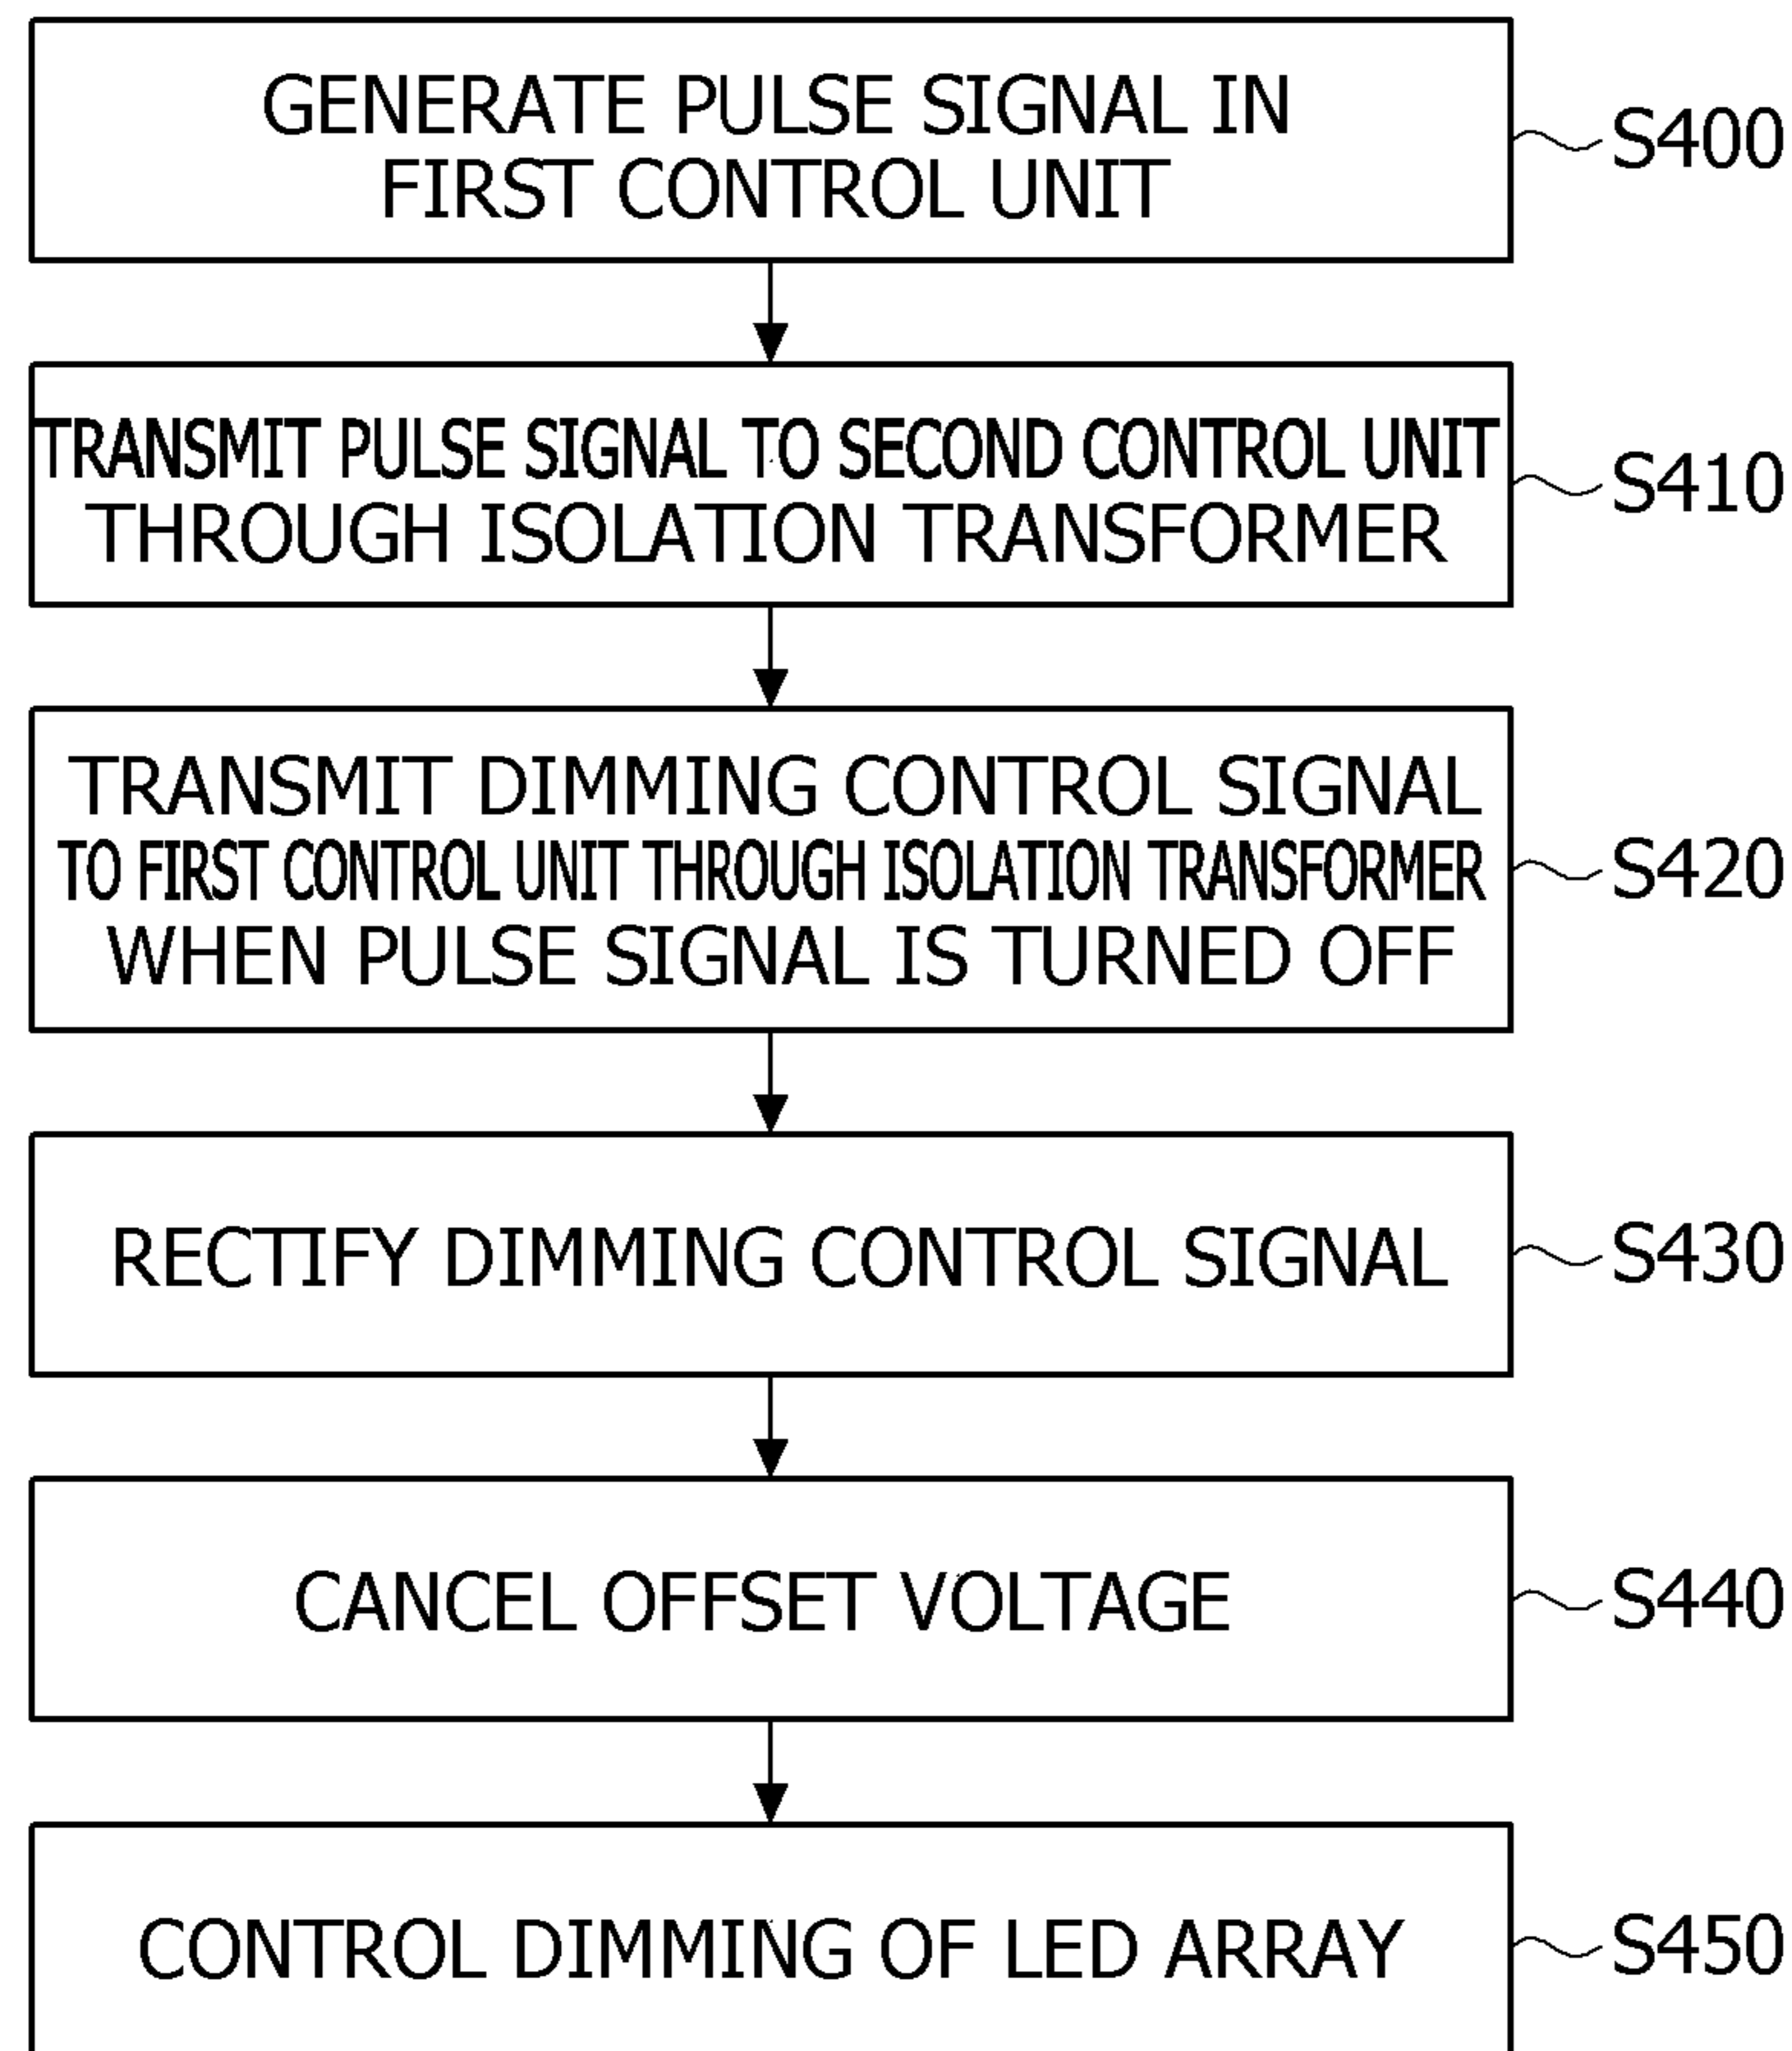 GENERATE PULSE SIGNAL IN
FIRST CONTROL UNIT
S400
TRANSMIT PULSE SIGNAL TO SECOND CONTROL UNIT
THROUGH ISOLATION TRANSFORMER
S410
TRANSMIT DIMMING CONTROL SIGNAL
TO FIRST CONTROL UNIT THROUGH ISOLATION TRANSFORMER
WHEN PULSE SIGNAL IS TURNED OFF
S420
RECTIFY DIMMING CONTROL SIGNAL
S430
CANCEL OFFSET VOLTAGE
S440
CONTROL DIMMING OF LED ARRAY
S450